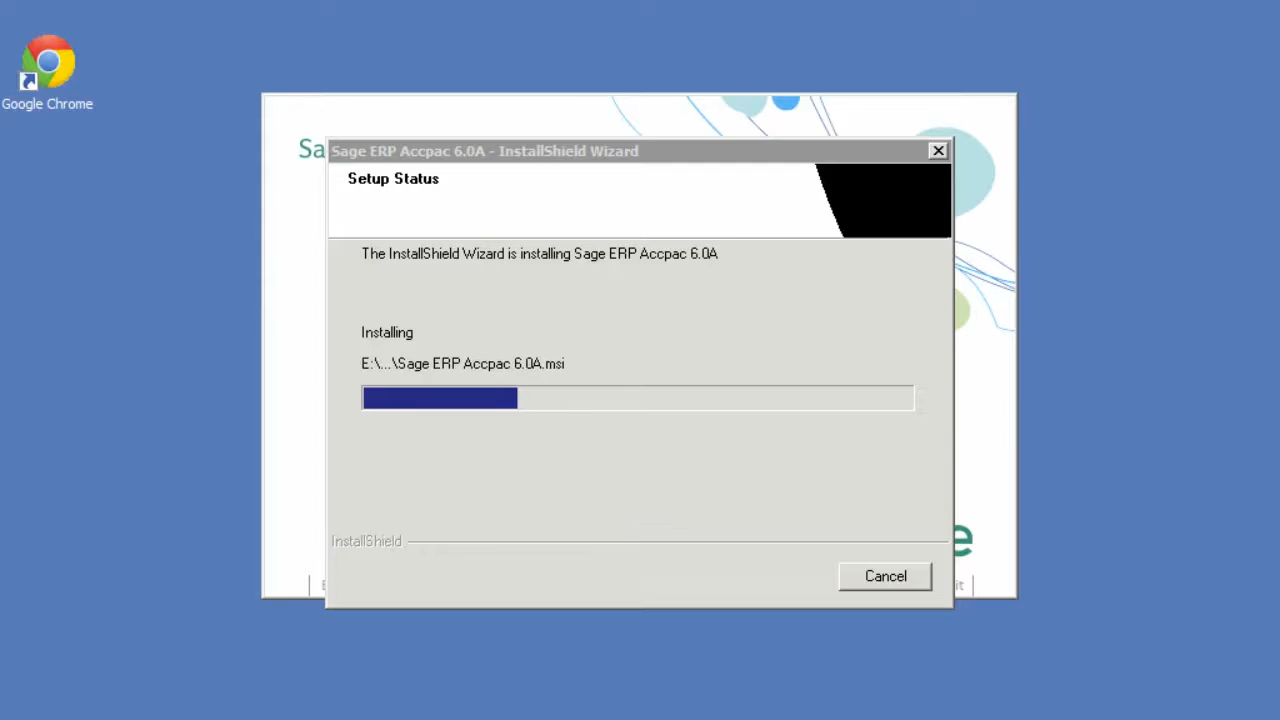 Google Chrome
Sa
Sage ERP Accpac 6.0A - InstallShield Wizard
Setup Status
The InstallShield Wizard is installing Sage ERP Accpac 6.0A
Installing
E:\...\Sage ERP Accpac 6.0A.msi
InstallShield
e
it
Cancel